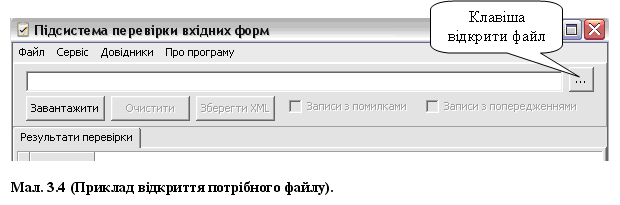 Клавіша
відкрити файл
Підсистема перевірки вхідних форм
Файл Сервіс Довідники Про програму
...
Завантажити Очистити Зберегти XML Записи з помилками Записи з попередженнями
Результати перевірки
Мал. 3.4 (Приклад відкриття потрібного файлу).